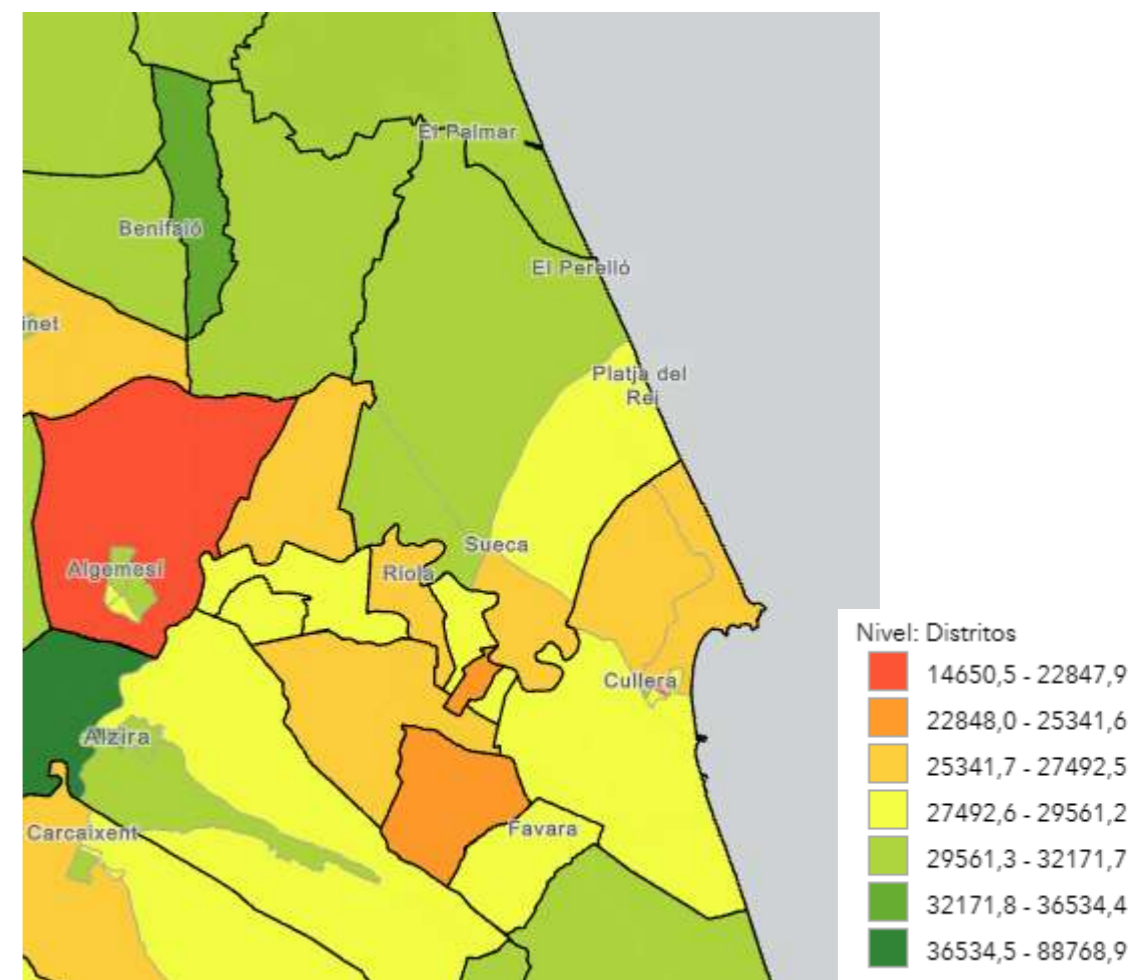 El Palmar
Benifaió
El Perelló
inet
Platja del
Rei
Algemesí
Riola
Sueca
Cullera
Alzira
Carcaixent
Favara
Nivel: Distritos
14650,5 - 22847,9
22848,0 - 25341,6
25341,7 - 27492,5
27492,6 - 29561,2
29561,3 - 32171,7
32171,8 - 36534,4
36534,5 - 88768,9